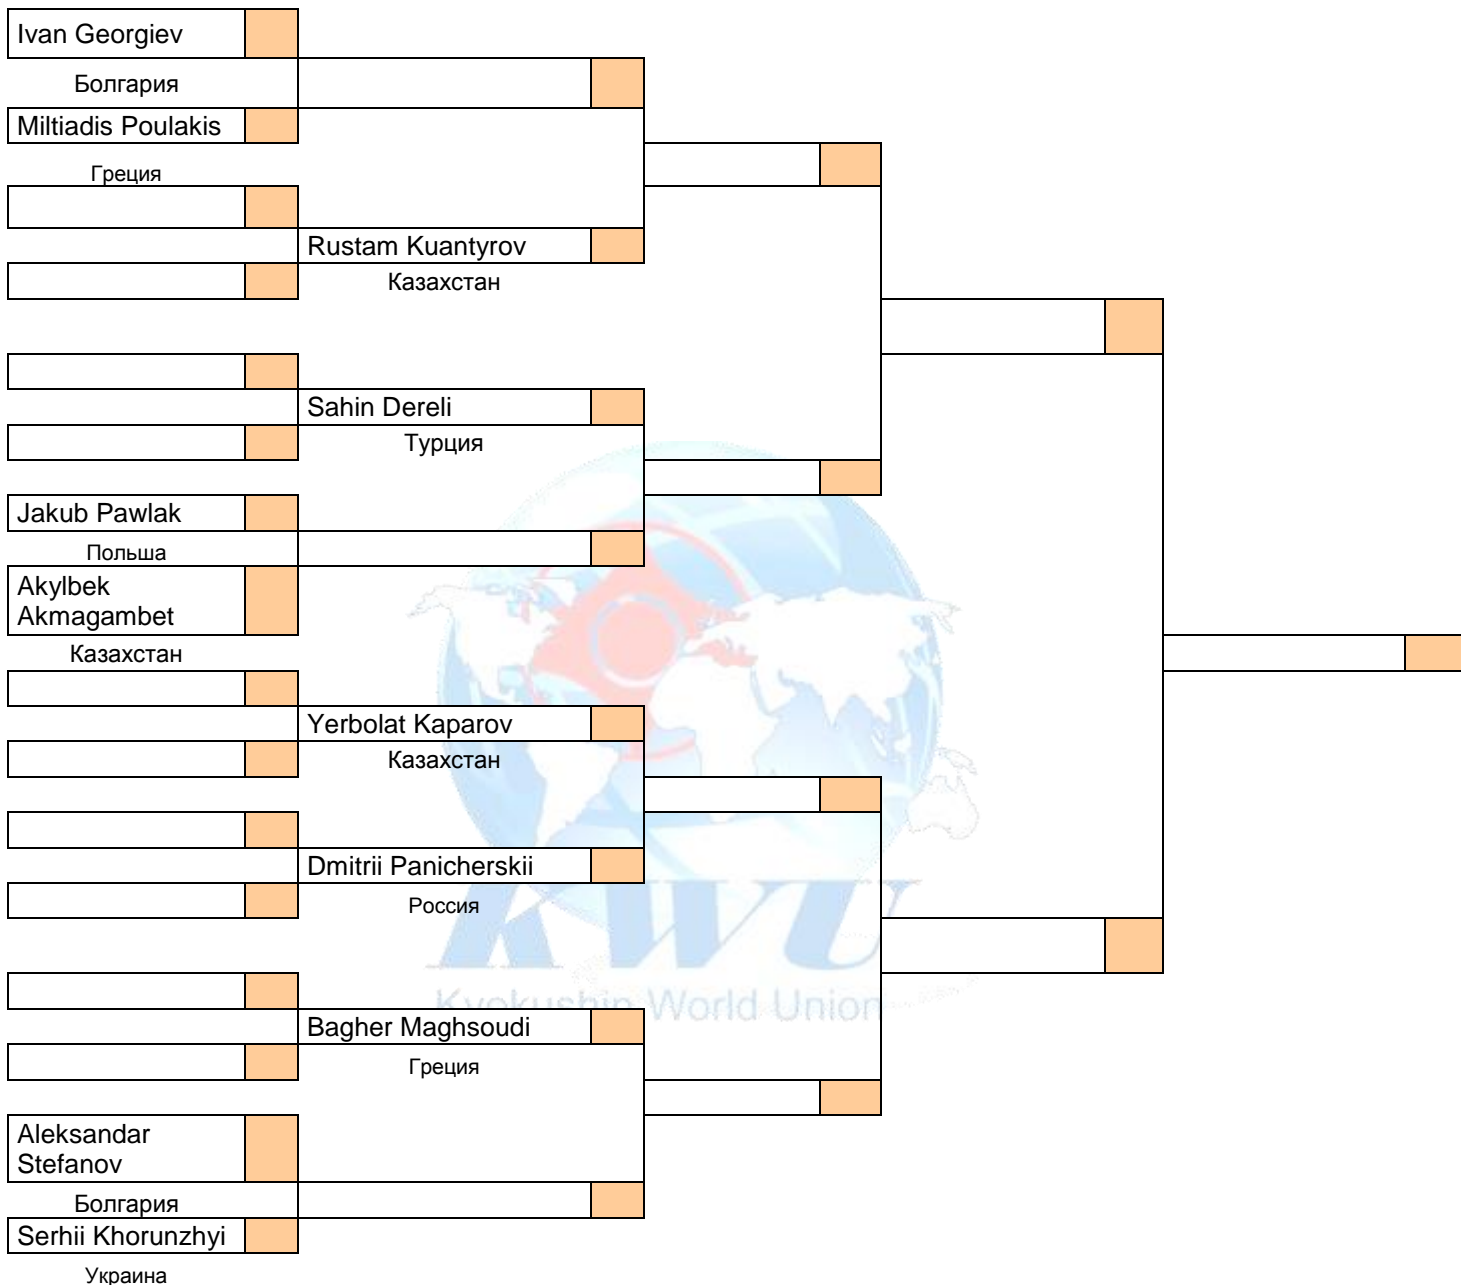 Ivan Georgiev
Болгария
Miltiadis Poulakis
Греция
Rustam Kuantyrov
Казахстан
Sahin Dereli
Турция
Jakub Pawlak
Польша
Akylbek
Akmagambet
Казахстан
Yerbolat Kaparov
Казахстан
Dmitrii Panicherskii
Россия
KWU
Kyokushin World Union
Bagher Maghsoudi
Греция
Aleksandar
Stefanov
Болгария
Serhii Khorunzhyi
Украина